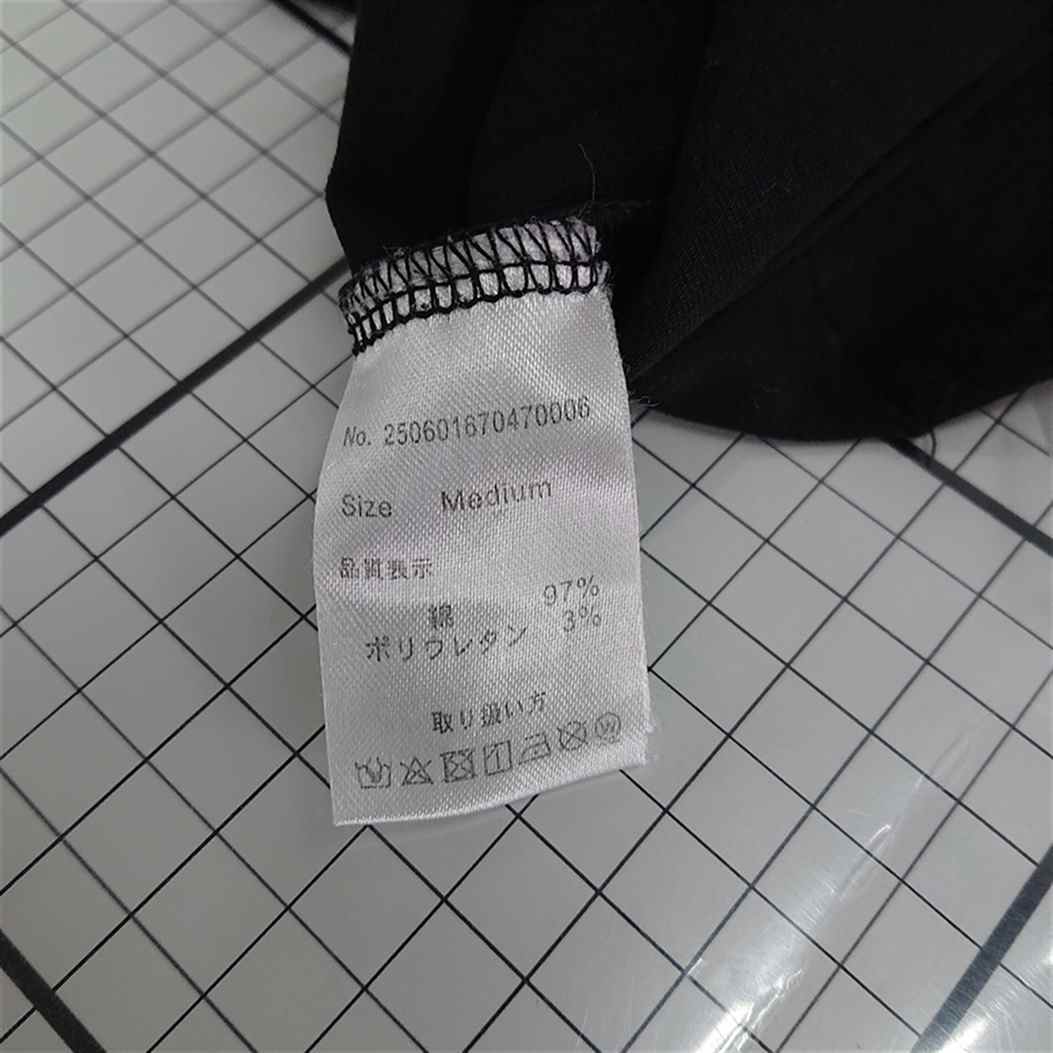 No. 250601670470006
Size Medium
品質表示
綿 97%
ポリウレタン 3%
取り扱い方
W